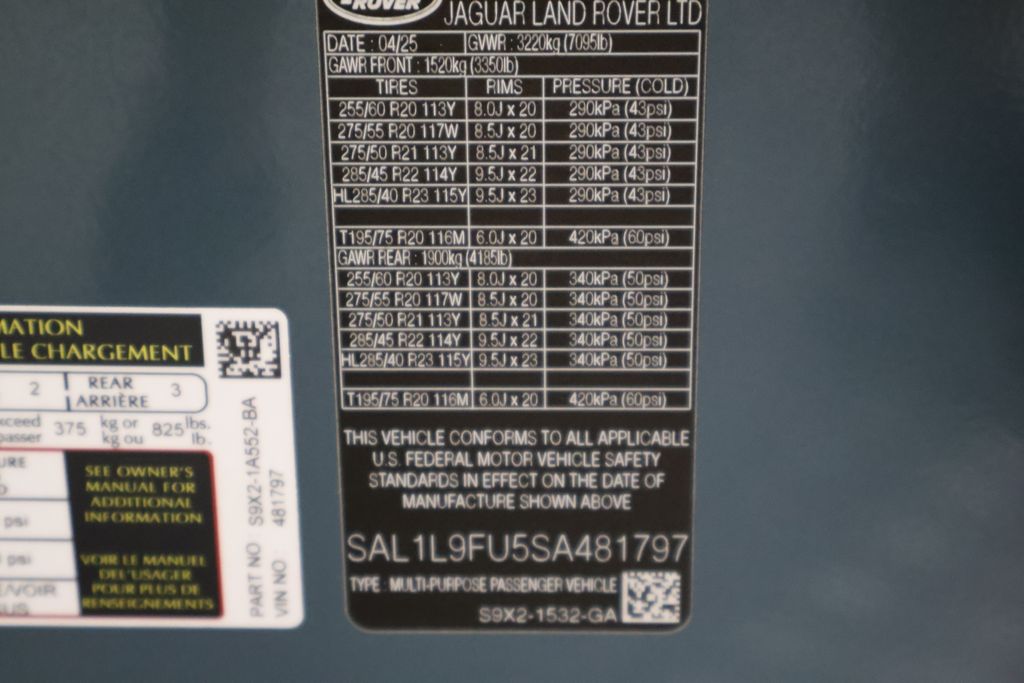 ROVER
JAGUAR LAND ROVER LTD
DATE : 04/25 GVWR : 3220kg (7095lb)
GAWR FRONT : 1520kg (3350lb)
TIRES RIMS PRESSURE (COLD)
255/60 R20 113Y 8.0J x 20 290kPa (43psi)
275/55 R20 117W 8.5J x 20 290kPa (43psi)
275/50 R21 113Y 8.5J x 21 290kPa (43psi)
285/45 R22 114Y 9.5J x 22 290kPa (43psi)
HL285/40 R23 115Y 9.5J x 23 290kPa (43psi)
T195/75 R20 116M 6.0J x 20 420kPa (60psi)
GAWR REAR : 1900kg (4185lb)
255/60 R20 113Y 8.0J x 20 340kPa (50psi)
275/55 R20 117W 8.5J x 20 340kPa (50psi)
275/50 R21 113Y 8.5J x 21 340kPa (50psi)
285/45 R22 114Y 9.5J x 22 340kPa (50psi)
HL285/40 R23 115Y 9.5J x 23 340kPa (50psi)
T195/75 R20 116M 6.0J x 20 420kPa (60psi)
THIS VEHICLE CONFORMS TO ALL APPLICABLE
U.S. FEDERAL MOTOR VEHICLE SAFETY
STANDARDS IN EFFECT ON THE DATE OF
MANUFACTURE SHOWN ABOVE
SAL1L9FU5SA481797
TYPE : MULTI-PURPOSE PASSENGER VEHICLE
S9X2-1532-GA
MATION
LE CHARGEMENT
2 REAR 3
ARRIÈRE
xceed 375 kg or 825 lbs.
passer kg ou lb.
URE
psi
psi
E/VOIR
US
SEE OWNER'S
MANUAL FOR
ADDITIONAL
INFORMATION
VOIR LE MANUEL
DEL'USAGER
POUR PLUS DE
RENSEIGNEMENTS
PART NO : S9X2-1A552-BA
VIN NO : 481797